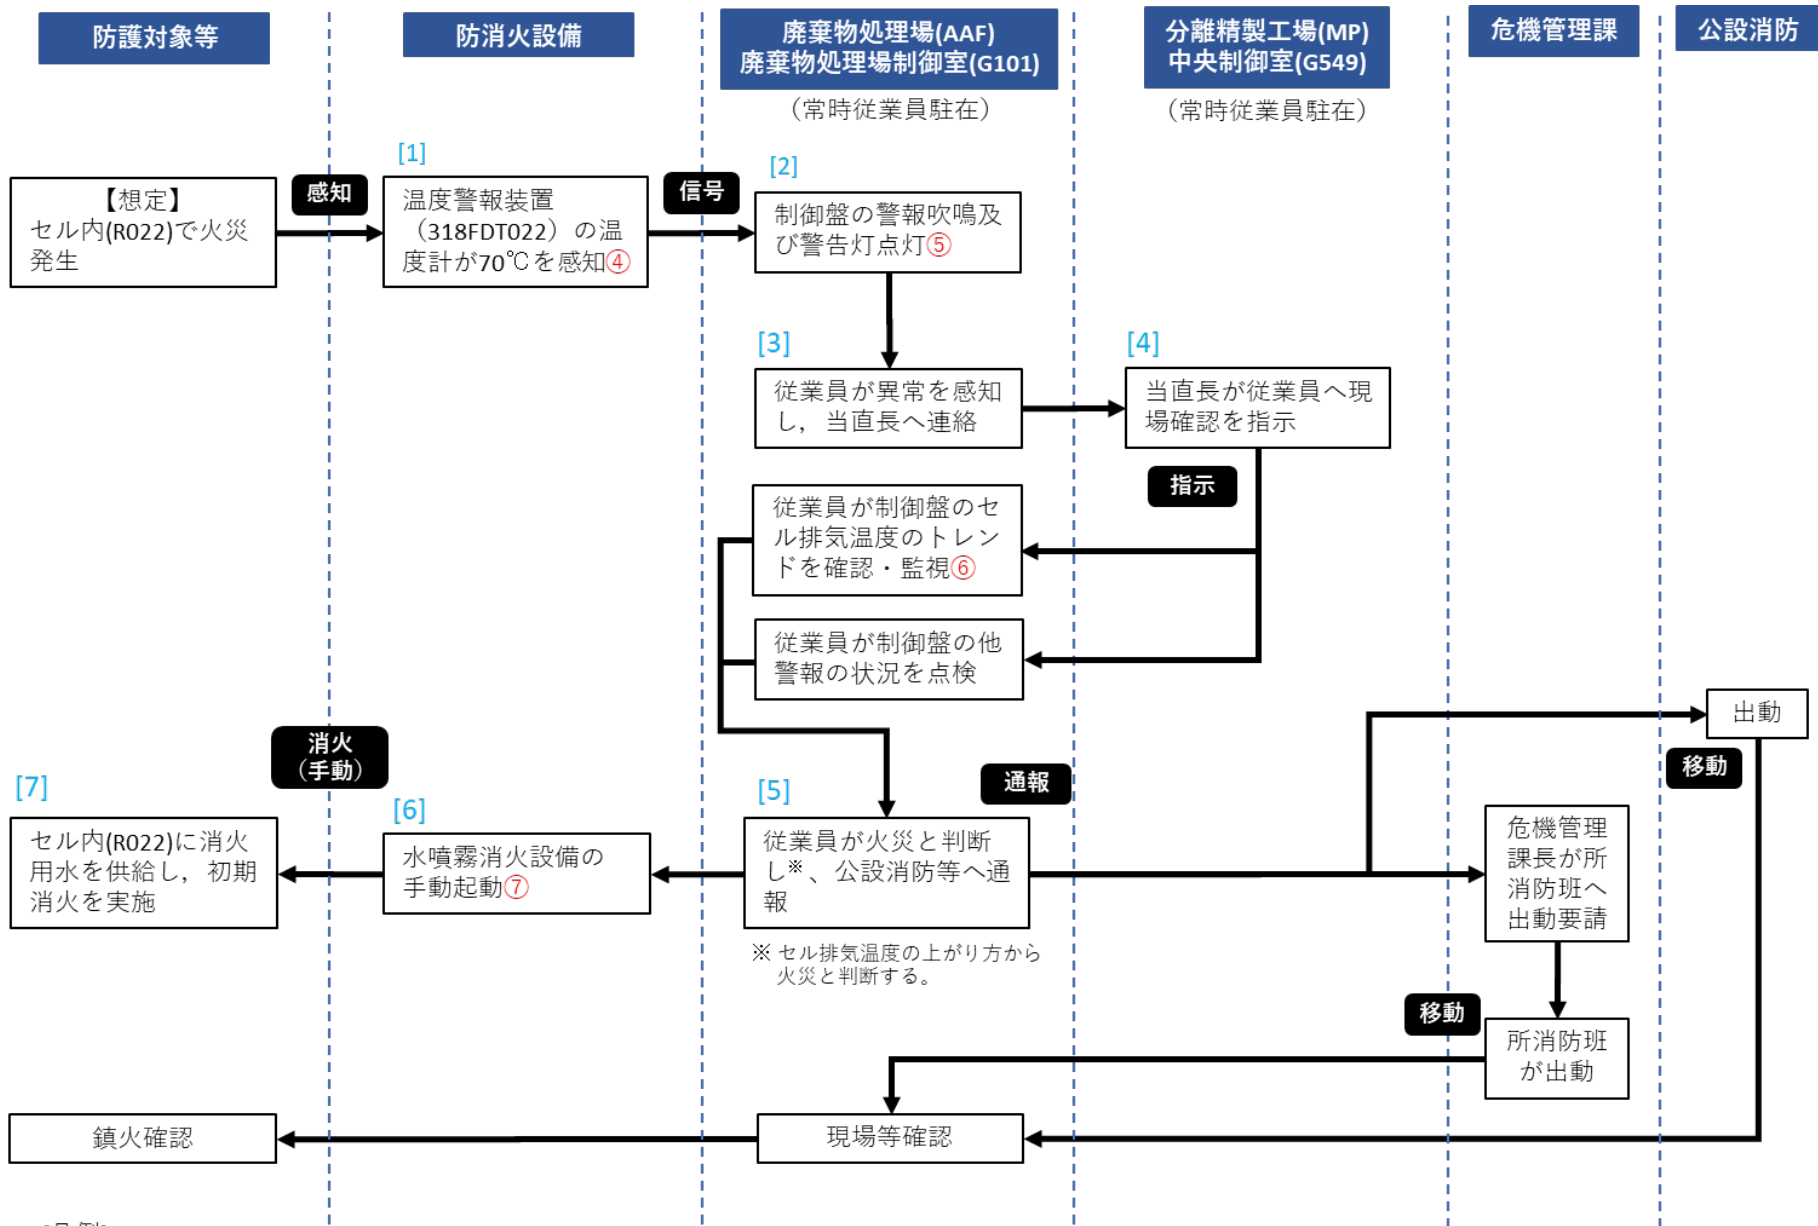 防護対象等
防消火設備
廃棄物処理場(AAF)
廃棄物処理場制御室(G101)
（常時従業員駐在）
分離精製工場(MP)
中央制御室(G549)
（常時従業員駐在）
危機管理課
公設消防
【想定】
セル内(R022)で火災
発生
感知
[1]
温度警報装置
（318FDT022）の温
度計が70℃を感知④
信号
[2]
制御盤の警報吹鳴及
び警告灯点灯⑤
[3]
従業員が異常を感知
し，当直長へ連絡
[4]
当直長が従業員へ現
場確認を指示
指示
従業員が制御盤のセ
ル排気温度のトレン
ドを確認・監視⑥
従業員が制御盤の他
警報の状況を点検
出動
移動
消火
（手動）
通報
[7]
セル内(R022)に消火
用水を供給し，初期
消火を実施
[6]
水噴霧消火設備の
手動起動⑦
[5]
従業員が火災と判断
し※、公設消防等へ通
報
※ セル排気温度の上がり方から
火災と判断する。
危機管理
課長が所
消防班へ
出動要請
移動
所消防班
が出動
鎮火確認
現場等確認